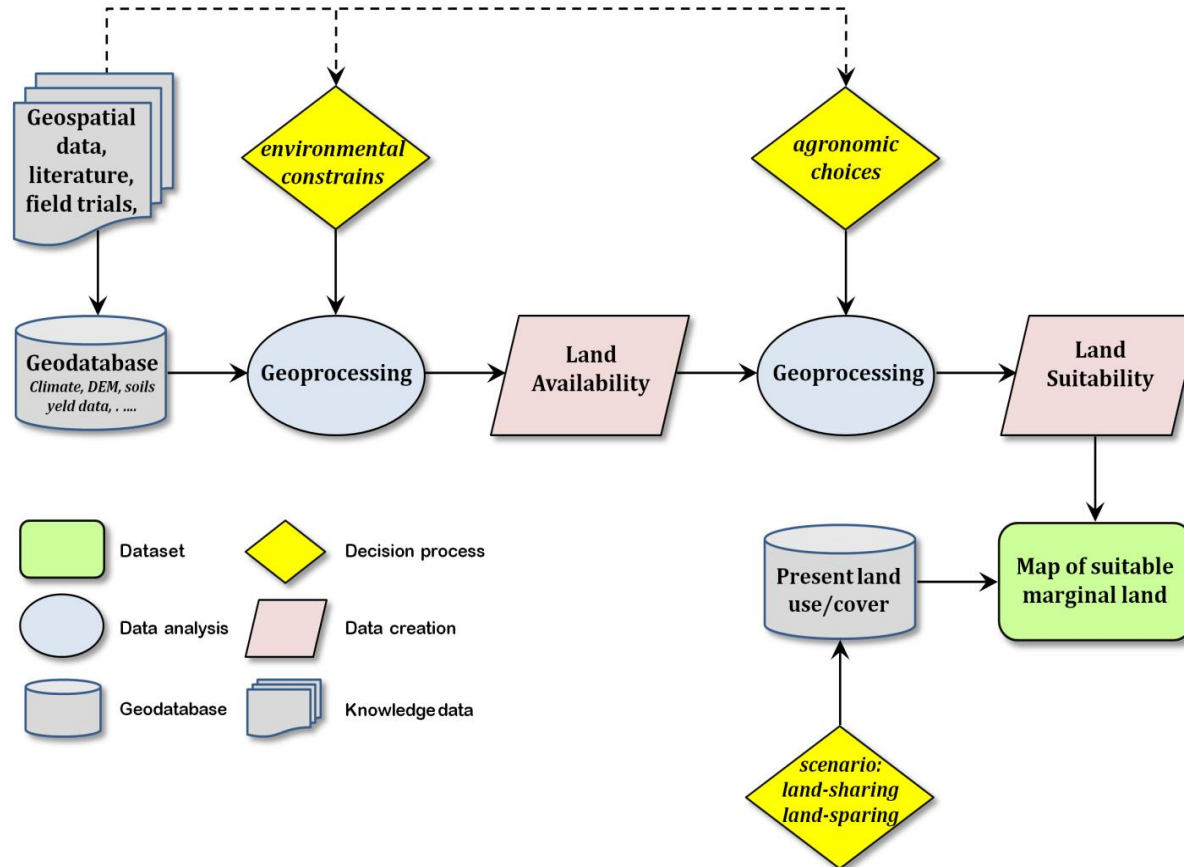 Geospatial
data,
literature,
field trials,
environmental
constrains
agronomic
choices
Geodatabase
Climate, DEM, soils
yeld data, . ....
Geoprocessing
Land
Availability
Geoprocessing
Land
Suitability
Dataset
Decision process
Data analysis
Data creation
Geodatabase
Knowledge data
Present land
use/cover
Map of suitable
marginal land
scenario:
land-sharing
land-sparing